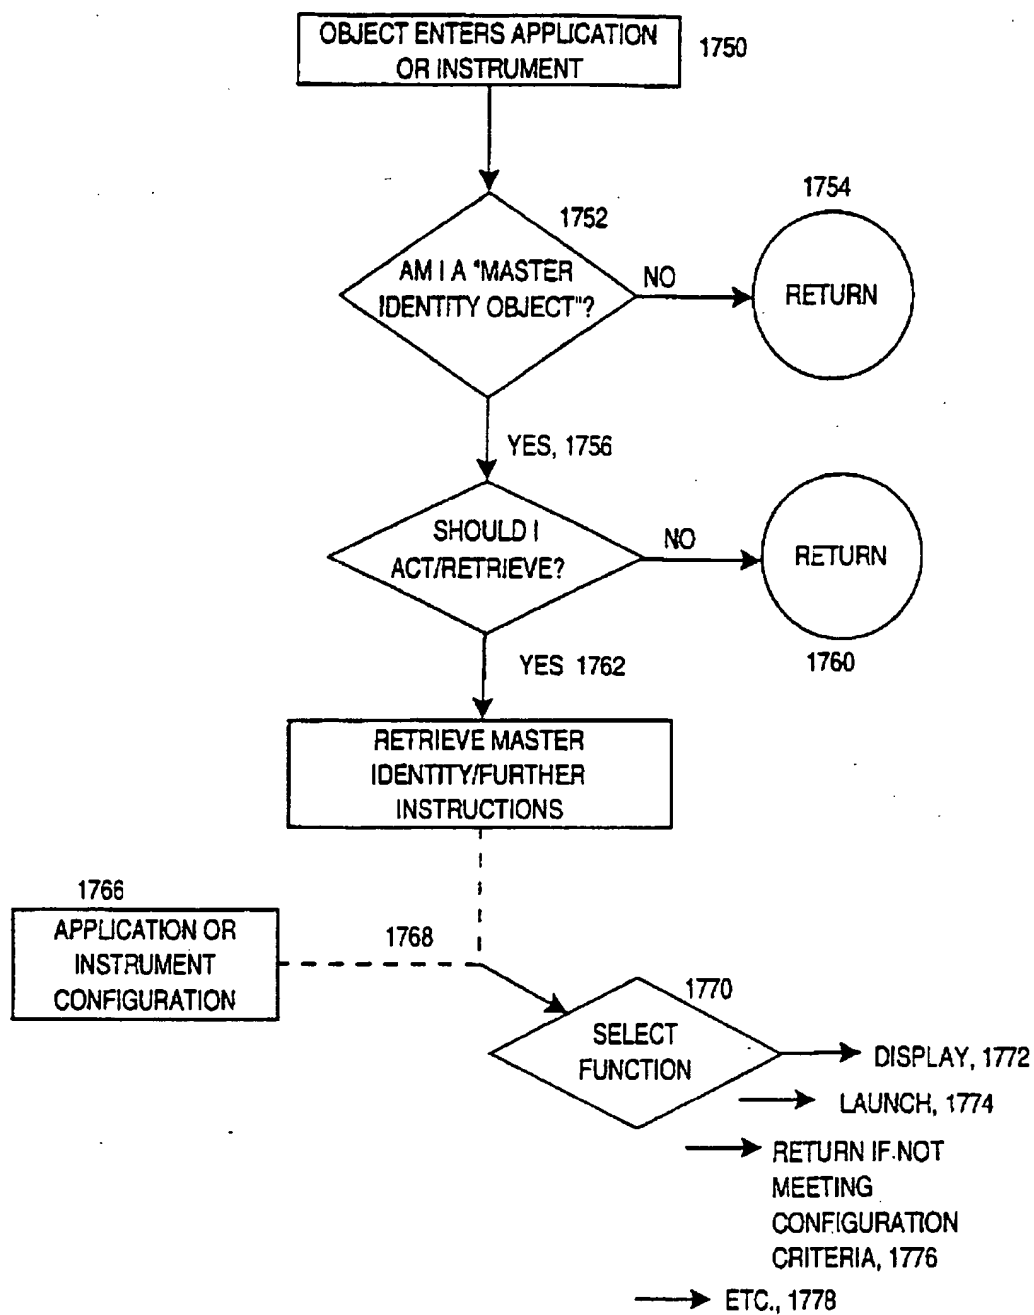 OBJECT ENTERS APPLICATION
OR INSTRUMENT
1750
1752
AM I A "MASTER
IDENTITY OBJECT"?
NO
1754
RETURN
YES, 1756
SHOULD I
ACT/RETRIEVE?
NO
RETURN
1760
YES 1762
RETRIEVE MASTER
IDENTITY/FURTHER
INSTRUCTIONS
1766
APPLICATION OR
INSTRUMENT
CONFIGURATION
1768
1770
SELECT
FUNCTION
DISPLAY, 1772
LAUNCH, 1774
RETURN IF NOT
MEETING
CONFIGURATION
CRITERIA, 1776
ETC., 1778